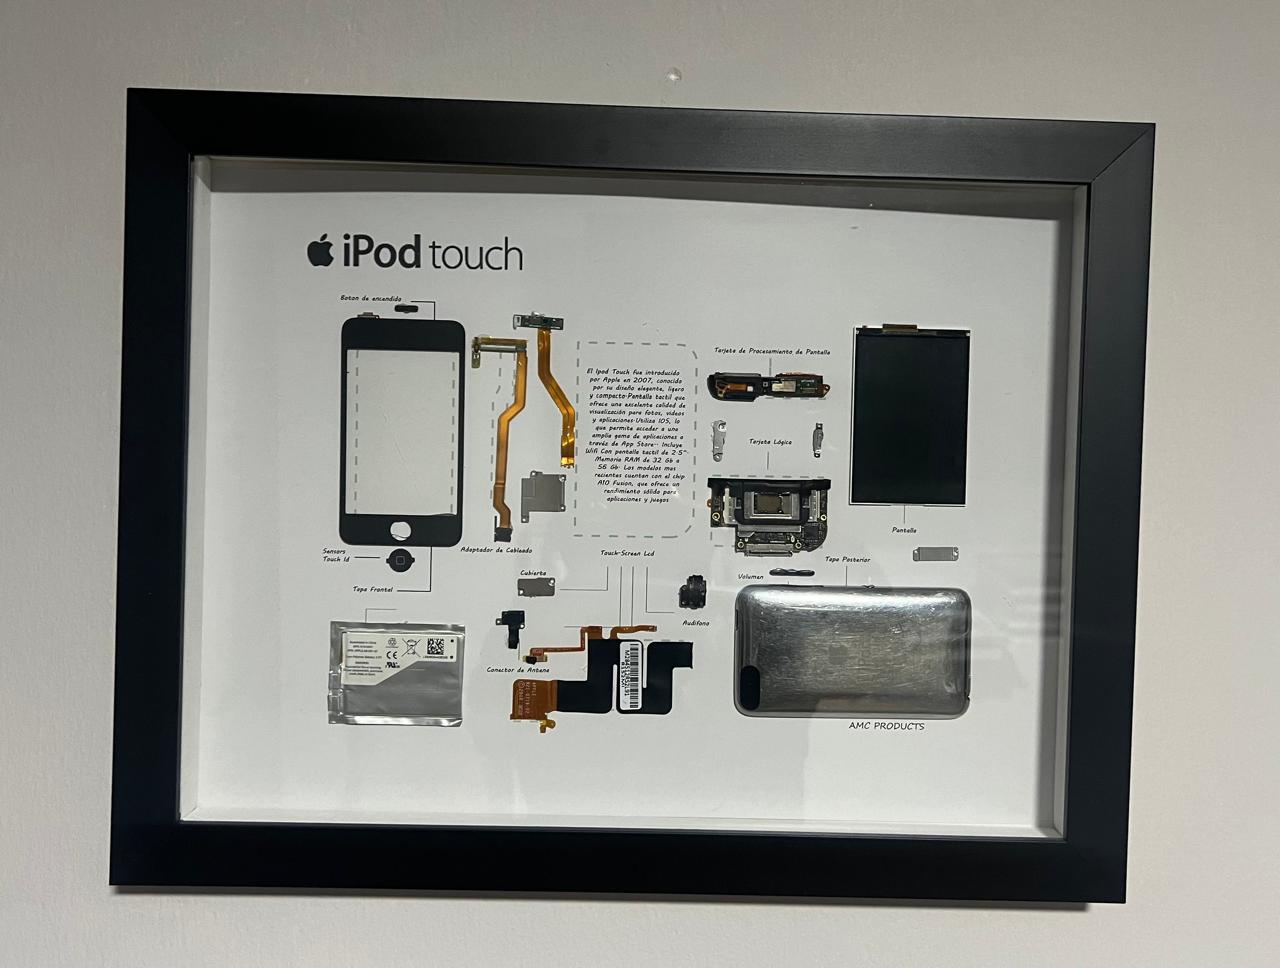 iPod touch
Boton de encendido
El Ipod Touch fue introducido
por Apple en 2007, conocido
por su diseño elegante, ligero
y compacto·Pantalla tactil que
ofrece una excelente calidad de
visualización para fotos, videos
y aplicaciones·Utiliza IOS, lo
que permite acceder a una
amplia gama de aplicaciones a
través de App Store·· Incluye
Wifi Con pantalla tactil de 2·5"·
Memoria RAM de 32 Gb a
56 Gb· Los modelos mas
recientes cuentan con el chip
A10 Fusion, que ofrece un
rendimiento sólido para
aplicaciones y juegos
Tarjeta de Procesamiento de Pantalla
Tarjeta Lógica
Pantalla
Sensors
Touch Id
Tapa Frontal
Adaptador de Cableado
Touch-Screen Lcd
Cubierta
Audifono
Conector de Antena
Volumen
Tapa Posterior
AMC PRODUCTS